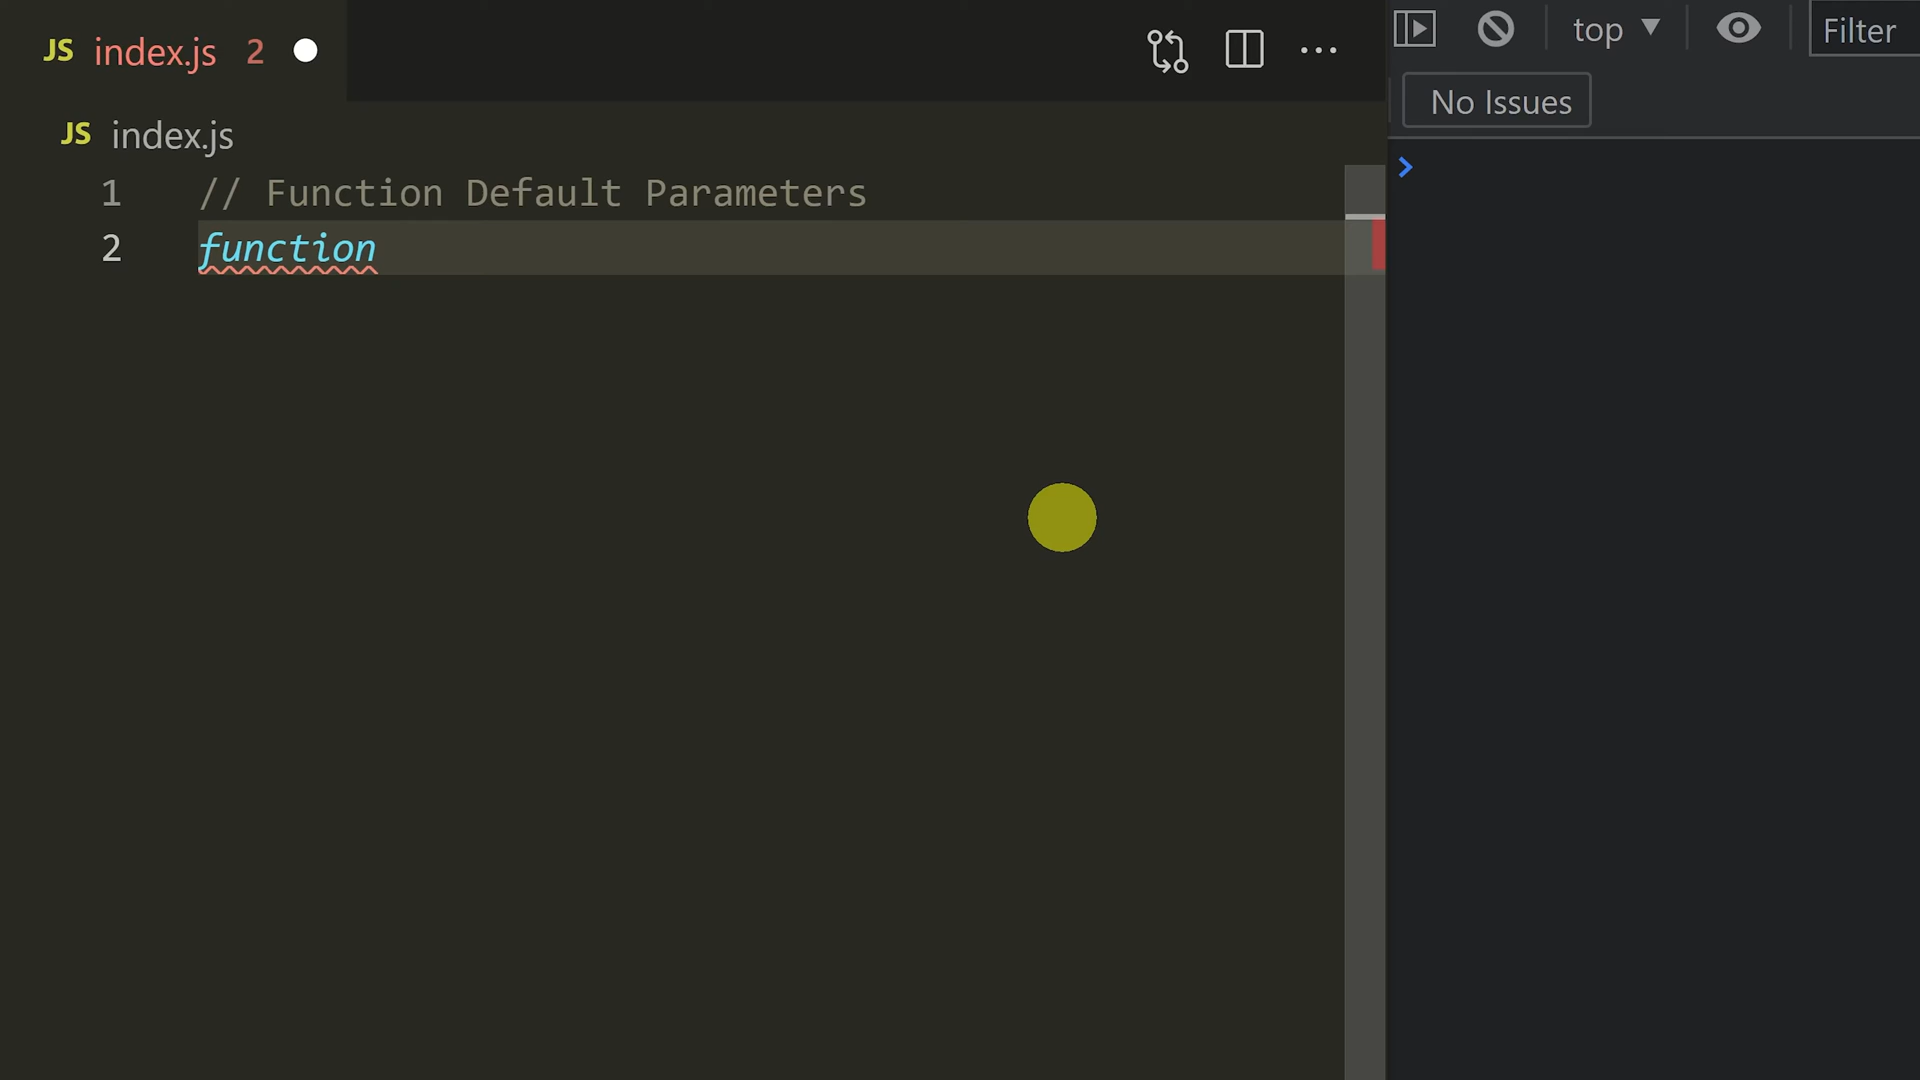 JS index.js 2
top ▼ Filter
No Issues
JS index.js
1 // Function Default Parameters
2 function